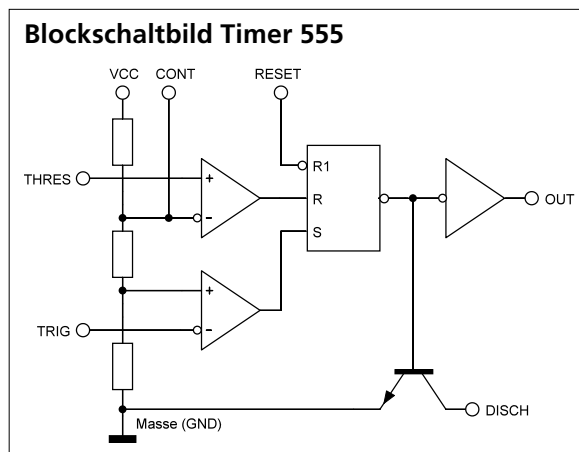 Blockschaltbild Timer 555
VCC CONT RESET
R1
THRES + R
- OUT
S
+
TRIG -
DISCH
Masse (GND)